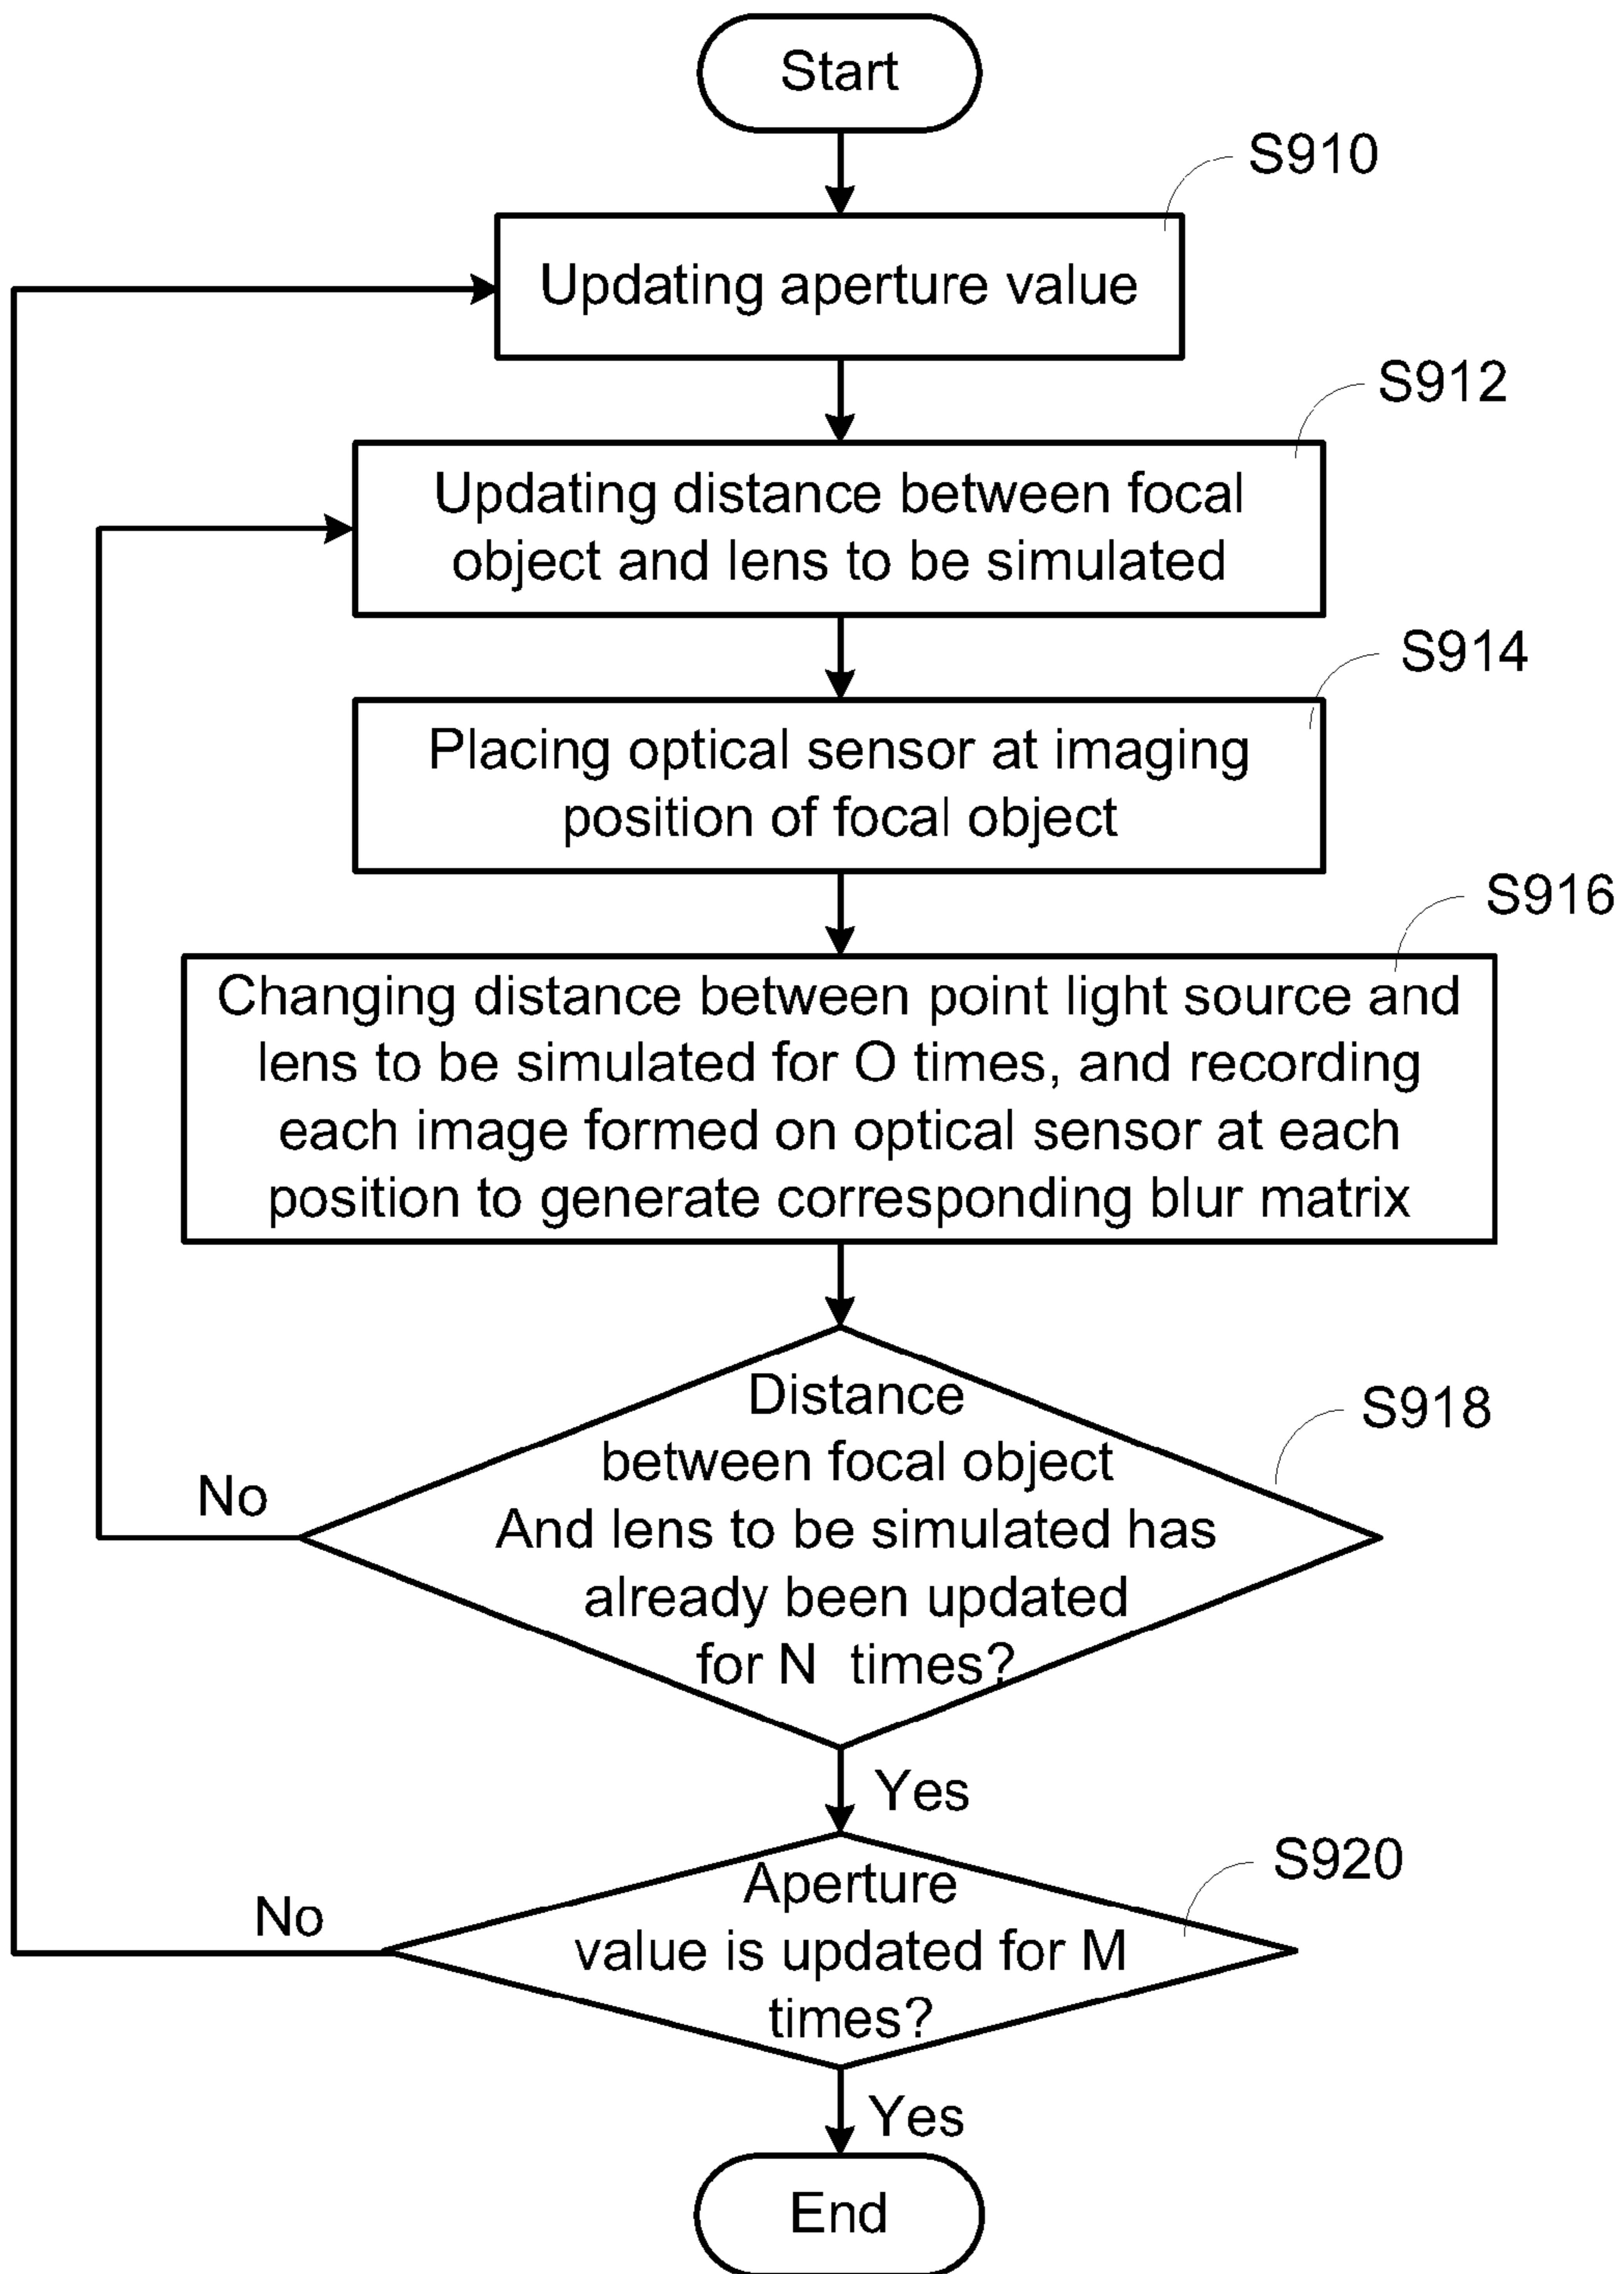 Start
S910
Updating aperture value
S912
Updating distance between focal
object and lens to be simulated
S914
Placing optical sensor at imaging
position of focal object
S916
Changing distance between point light source and
lens to be simulated for O times, and recording
each image formed on optical sensor at each
position to generate corresponding blur matrix
S918
Distance
between focal object
And lens to be simulated has
already been updated
for N times?
No
Yes
S920
Aperture
value is updated for M
times?
No
Yes
End